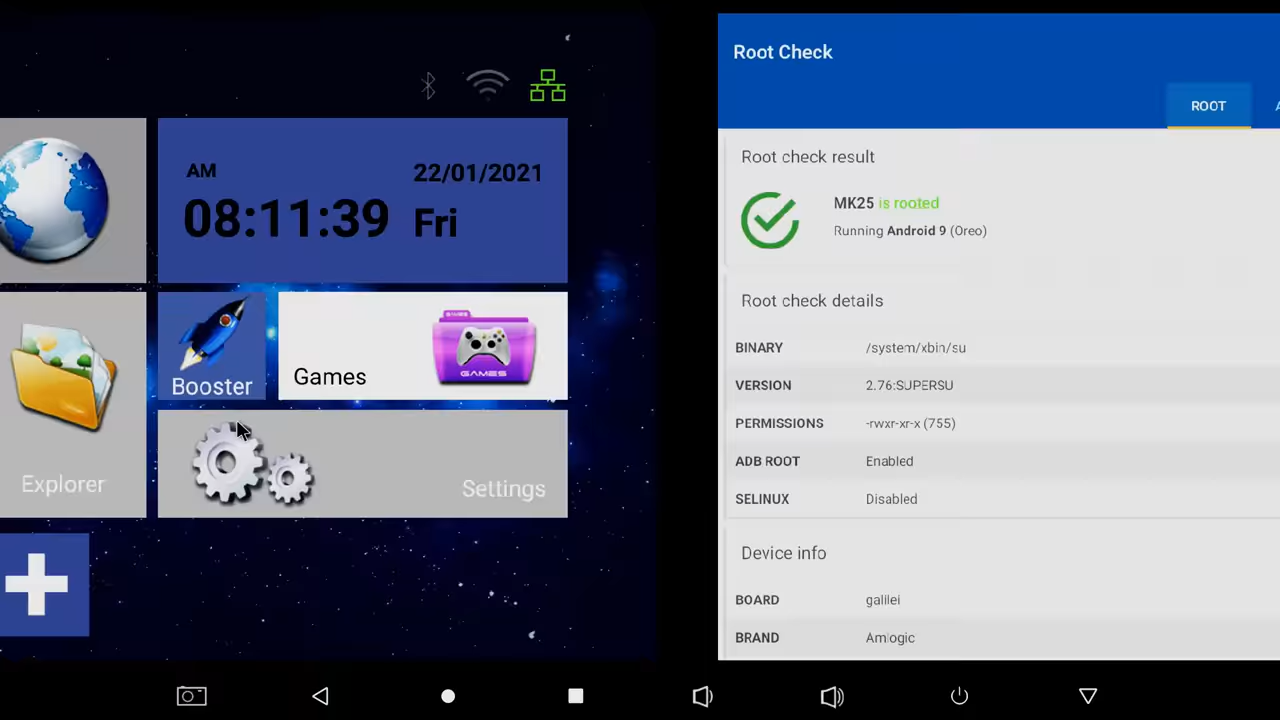 AM
22/01/2021
08:11:39
Fri
Booster
Games
GAMES
GAMES
Explorer
Settings
Root Check
ROOT
Root check result
MK25 is rooted
Running Android 9 (Oreo)
Root check details
BINARY /system/xbin/su
VERSION 2.76:SUPERSU
PERMISSIONS -rwxr-xr-x (755)
ADB ROOT Enabled
SELINUX Disabled
Device info
BOARD galilei
BRAND Amlogic